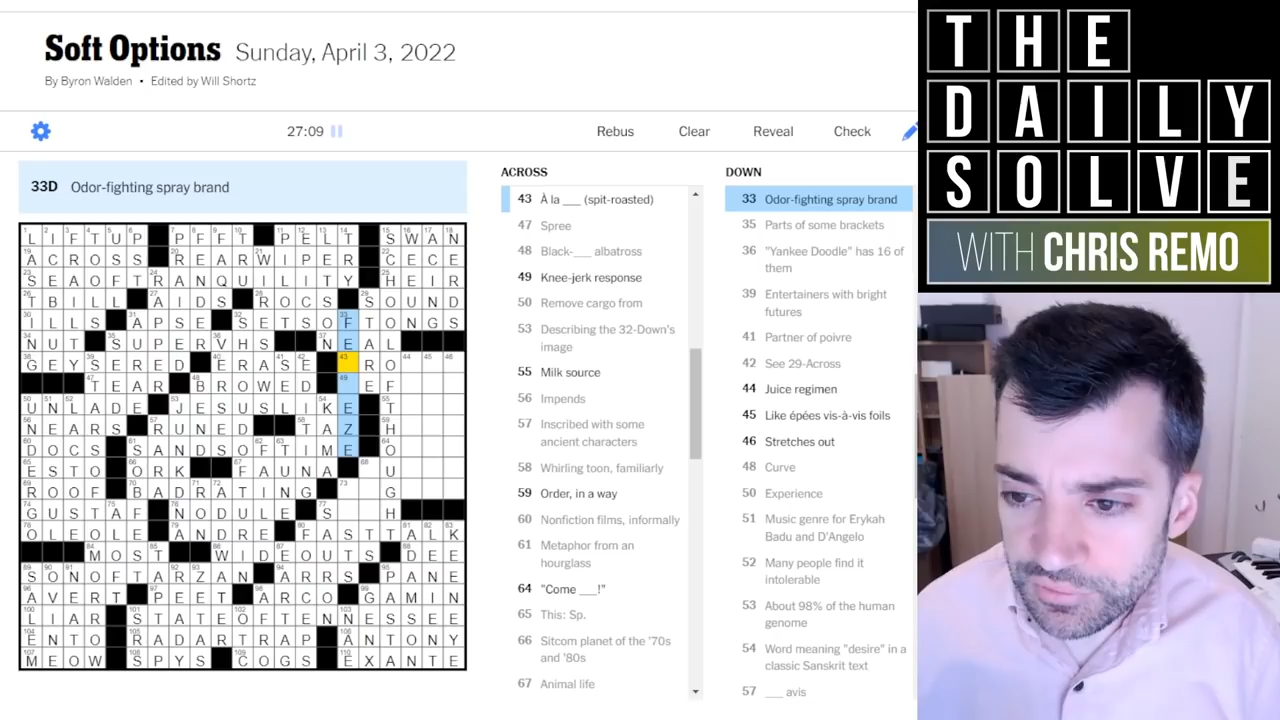 Soft Options Sunday, April 3, 2022
By Byron Walden • Edited by Will Shortz
27:09
Rebus Clear Reveal Check
33D Odor-fighting spray brand
L I F T U P P F F T P E L T S W A N
A C R O S S R E A R W I P E R C E C E
S E A O F T R A N Q U I L I T Y H E I R
T B I L L A I D S R O C S S O U N D
I L L S A P S E S E T S O F T O N G S
N U T S U P E R V H S N E A L
G E Y S E R E D E R A S E R O
T E A R B R O W E D E F
U N L A D E J E S U S L I K E T
N E A R S R U N E D T A Z H
D O C S S A N D S O F T I M E O
E S T O O R K F A U N A U
R O O F B A D R A T I N G G
G U S T A F N O D U L E S H
O L E O L E A N D R E F A S T T A L K
M O S T W I D E O U T S D E E
S O N O F T A R Z A N A R R S P A N E
A V E R T P E E T A R C O G A M I N
L I A R S T A T E O F T E N N E S S E E
E N T O R A D A R T R A P A N T O N Y
M E O W S P Y S C O G S E X A N T E
ACROSS
43 À la ___ (spit-roasted)
47 Spree
48 Black-___ albatross
49 Knee-jerk response
50 Remove cargo from
53 Describing the 32-Down's
image
55 Milk source
56 Impends
57 Inscribed with some
ancient characters
58 Whirling toon, familiarly
59 Order, in a way
60 Nonfiction films, informally
61 Metaphor from an
hourglass
64 "Come ___!"
65 This: Sp.
66 Sitcom planet of the '70s
and '80s
67 Animal life
DOWN
33 Odor-fighting spray brand
35 Parts of some brackets
36 "Yankee Doodle" has 16 of
them
39 Entertainers with bright
futures
41 Partner of poivre
42 See 29-Across
44 Juice regimen
45 Like épées vis-à-vis foils
46 Stretches out
48 Curve
50 Experience
51 Music genre for Erykah
Badu and D'Angelo
52 Many people find it
intolerable
53 About 98% of the human
genome
54 Word meaning "desire" in a
classic Sanskrit text
57 ___ avis
THE
DAILY
SOLVE
WITH CHRIS REMO